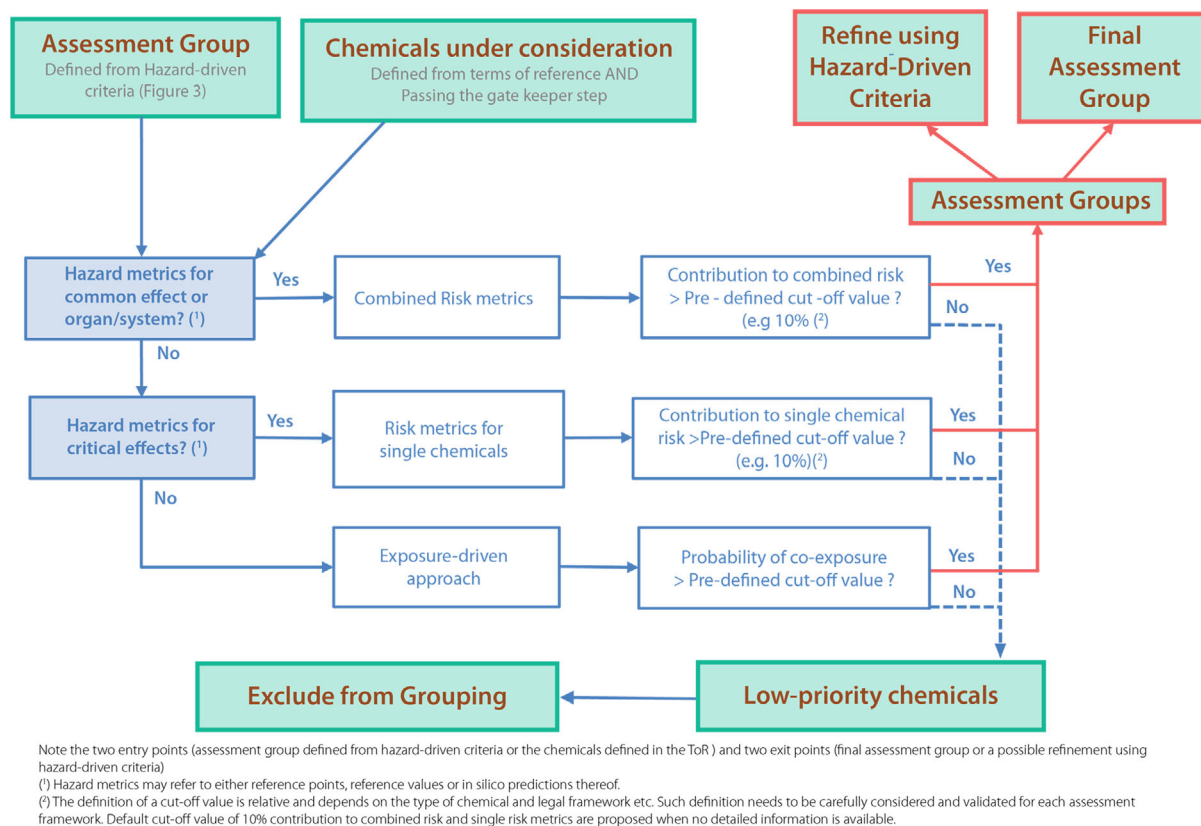 Assessment Group
Defined from Hazard-driven
criteria (Figure 3)
Chemicals under consideration
Defined from terms of reference AND
Passing the gate keeper step
Refine using
Hazard-Driven
Criteria
Final
Assessment
Group
Assessment Groups
Hazard metrics for
common effect or
organ/system? (¹)
Yes
Combined Risk metrics
Contribution to combined risk
> Pre - defined cut -off value ?
(e.g 10% (²)
Yes
No
No
Hazard metrics for
critical effects? (¹)
Yes
Risk metrics for
single chemicals
Contribution to single chemical
risk >Pre-defined cut-off value ?
(e.g. 10%)(²)
Yes
No
No
Exposure-driven
approach
Probability of co-exposure
> Pre-defined cut-off value ?
Yes
No
Exclude from Grouping
Low-priority chemicals
Note the two entry points (assessment group defined from hazard-driven criteria or the chemicals defined in the ToR ) and two exit points (final assessment group or a possible refinement using
hazard-driven criteria)
(¹) Hazard metrics may refer to either reference points, reference values or in silico predictions thereof.
(²) The definition of a cut-off value is relative and depends on the type of chemical and legal framework etc. Such definition needs to be carefully considered and validated for each assessment
framework. Default cut-off value of 10% contribution to combined risk and single risk metrics are proposed when no detailed information is available.